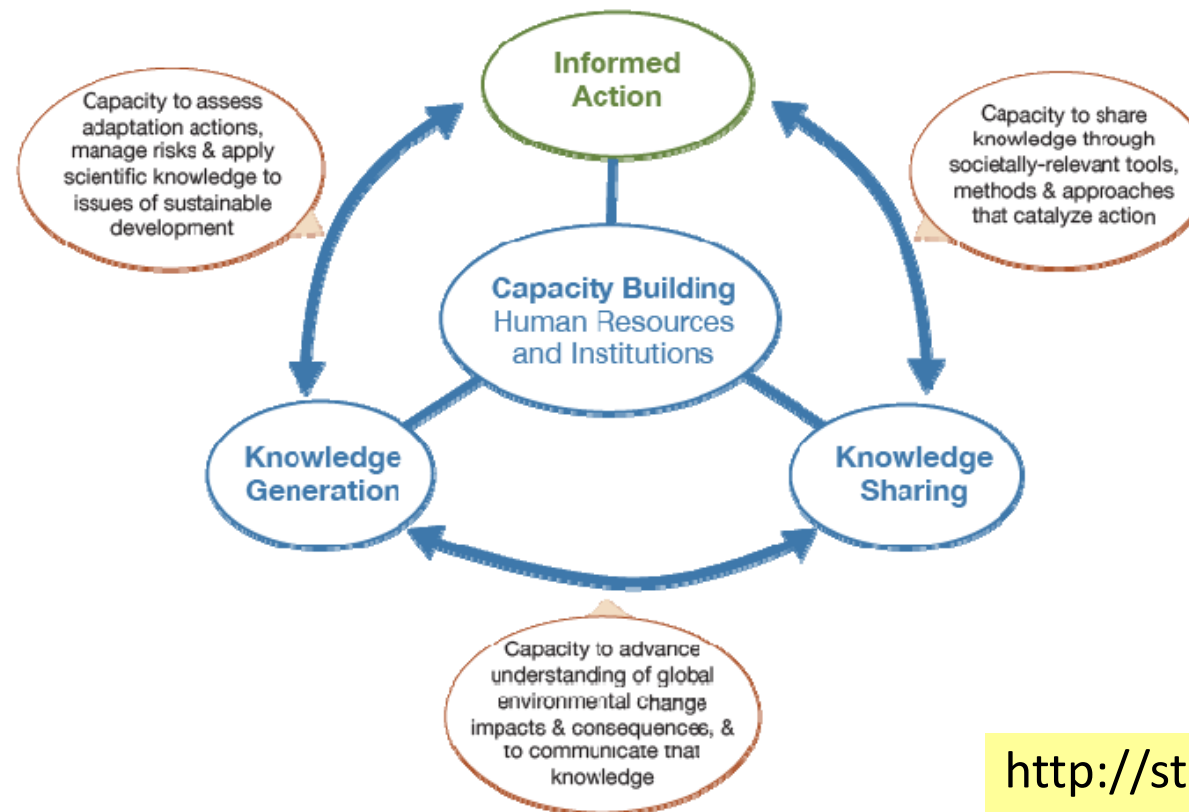 Informed
Action
Capacity to assess
adaptation actions,
manage risks & apply
scientific knowledge to
issues of sustainable
development
Capacity to share
knowledge through
societally-relevant tools,
methods & approaches
that catalyze action
Capacity Building
Human Resources
and Institutions
Knowledge
Generation
Knowledge
Sharing
Capacity to advance
understanding of global
environmental change
impacts & consequences, &
to communicate that
knowledge
http://st